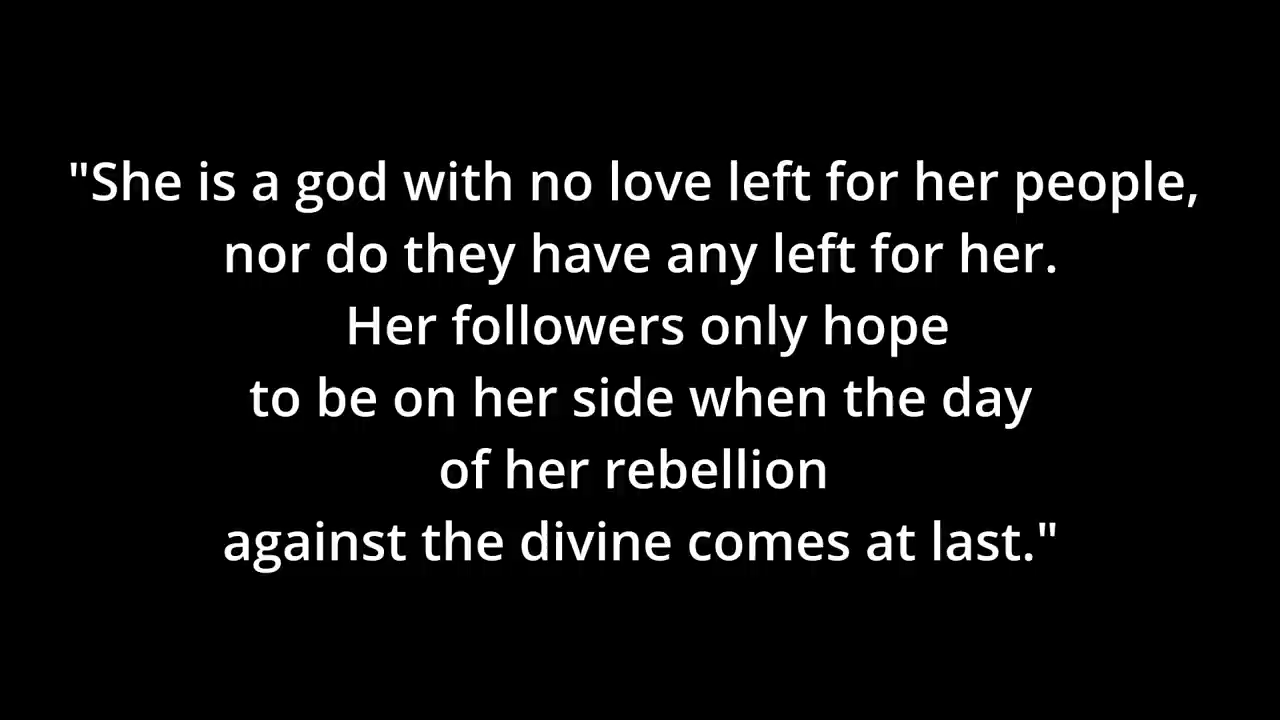 "She is a god with no love left for her people,
nor do they have any left for her.
Her followers only hope
to be on her side when the day
of her rebellion
against the divine comes at last."